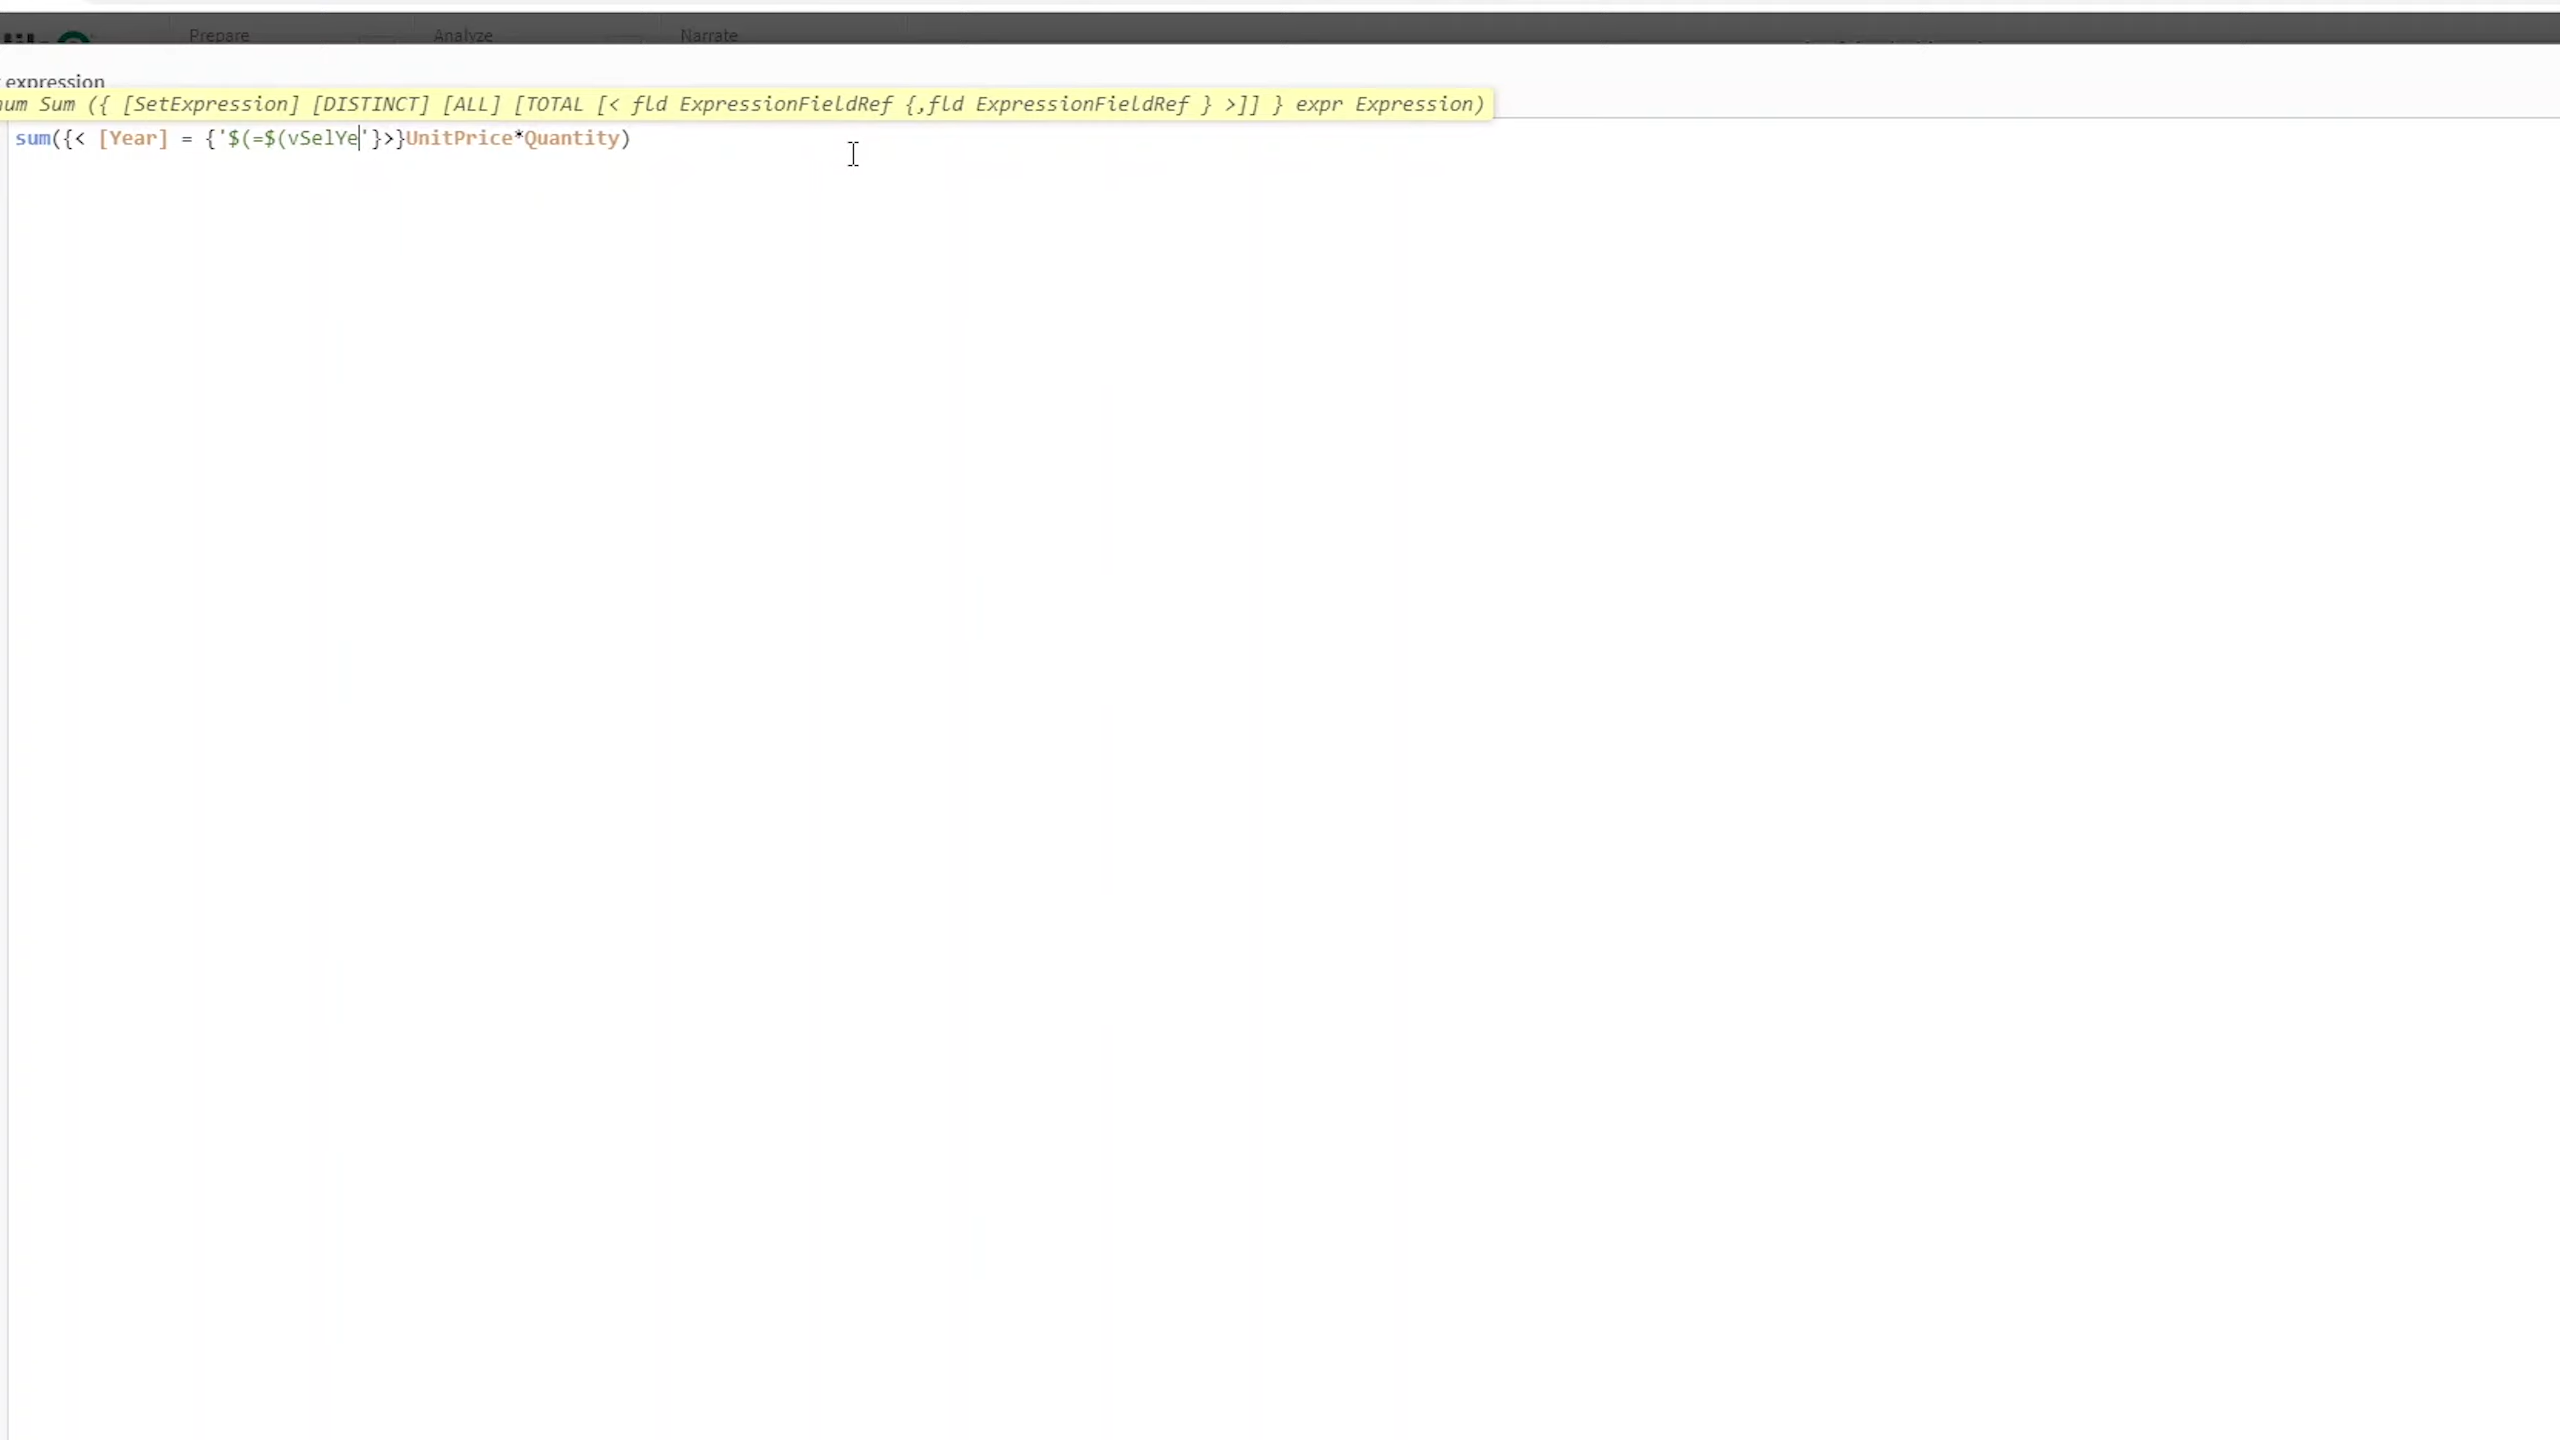 Prepare Analyze Narrate
expression
num Sum ({ [SetExpression] [DISTINCT] [ALL] [TOTAL [< fld ExpressionFieldRef {,fld ExpressionFieldRef } >]] } expr Expression)
sum({< [Year] = {'$(=$(vSelYe'}>}UnitPrice*Quantity)